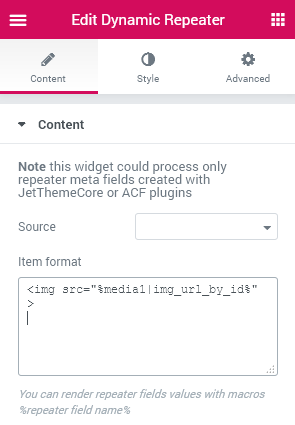 Edit Dynamic Repeater
Content
Style
Advanced
Content
Note this widget could process only
repeater meta fields created with
JetThemeCore or ACF plugins
Source
Item format
<img src="%media1|img_url_by_id%"
>
You can render repeater fields values with macros
%repeater field name%